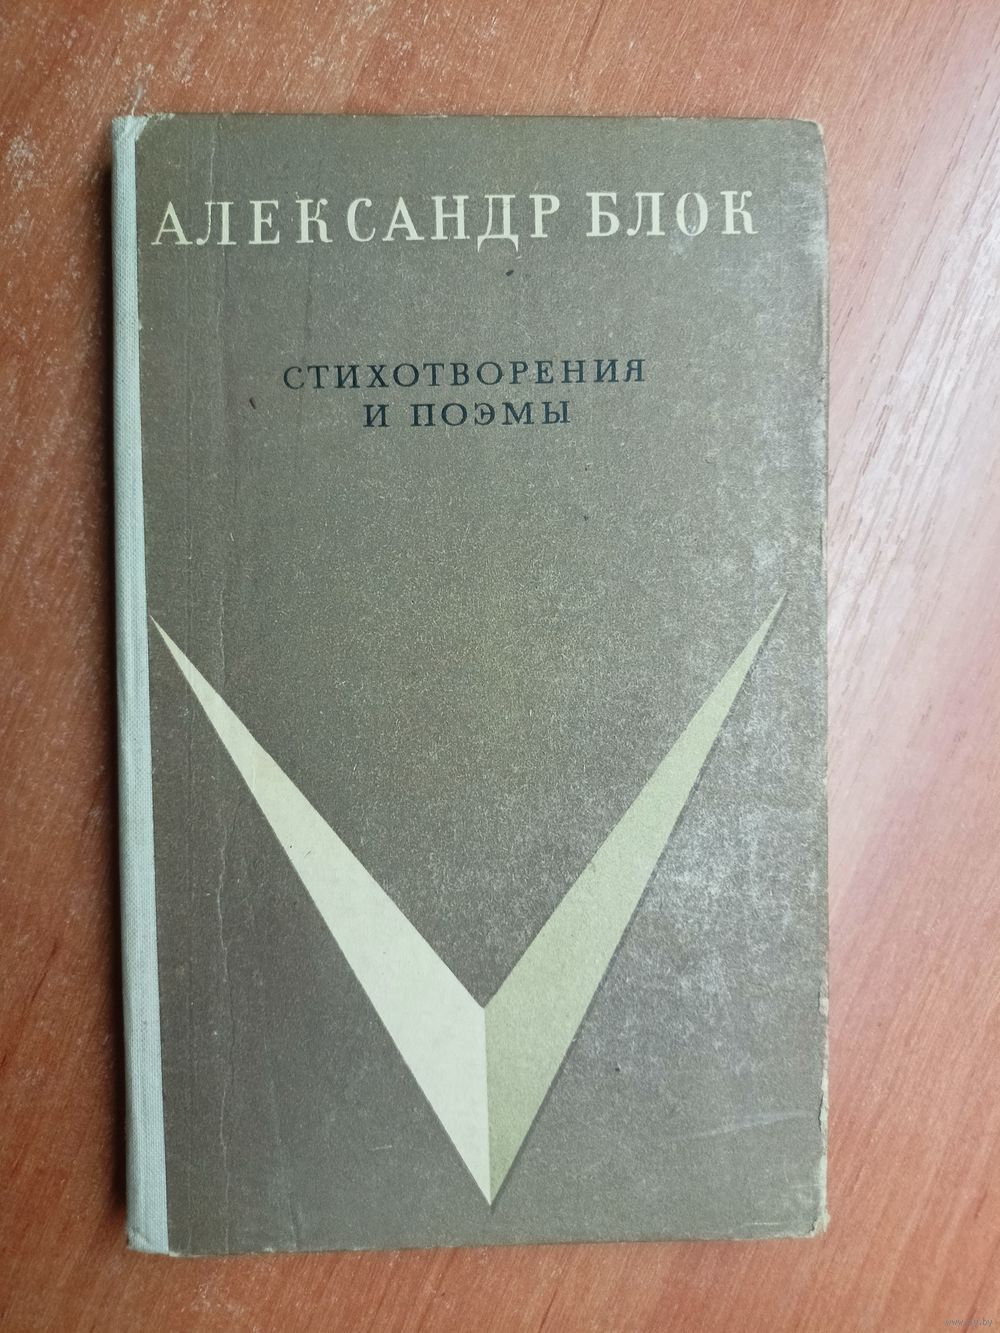 АЛЕКСАНДР БЛОК
СТИХОТВОРЕНИЯ
И ПОЭМЫ